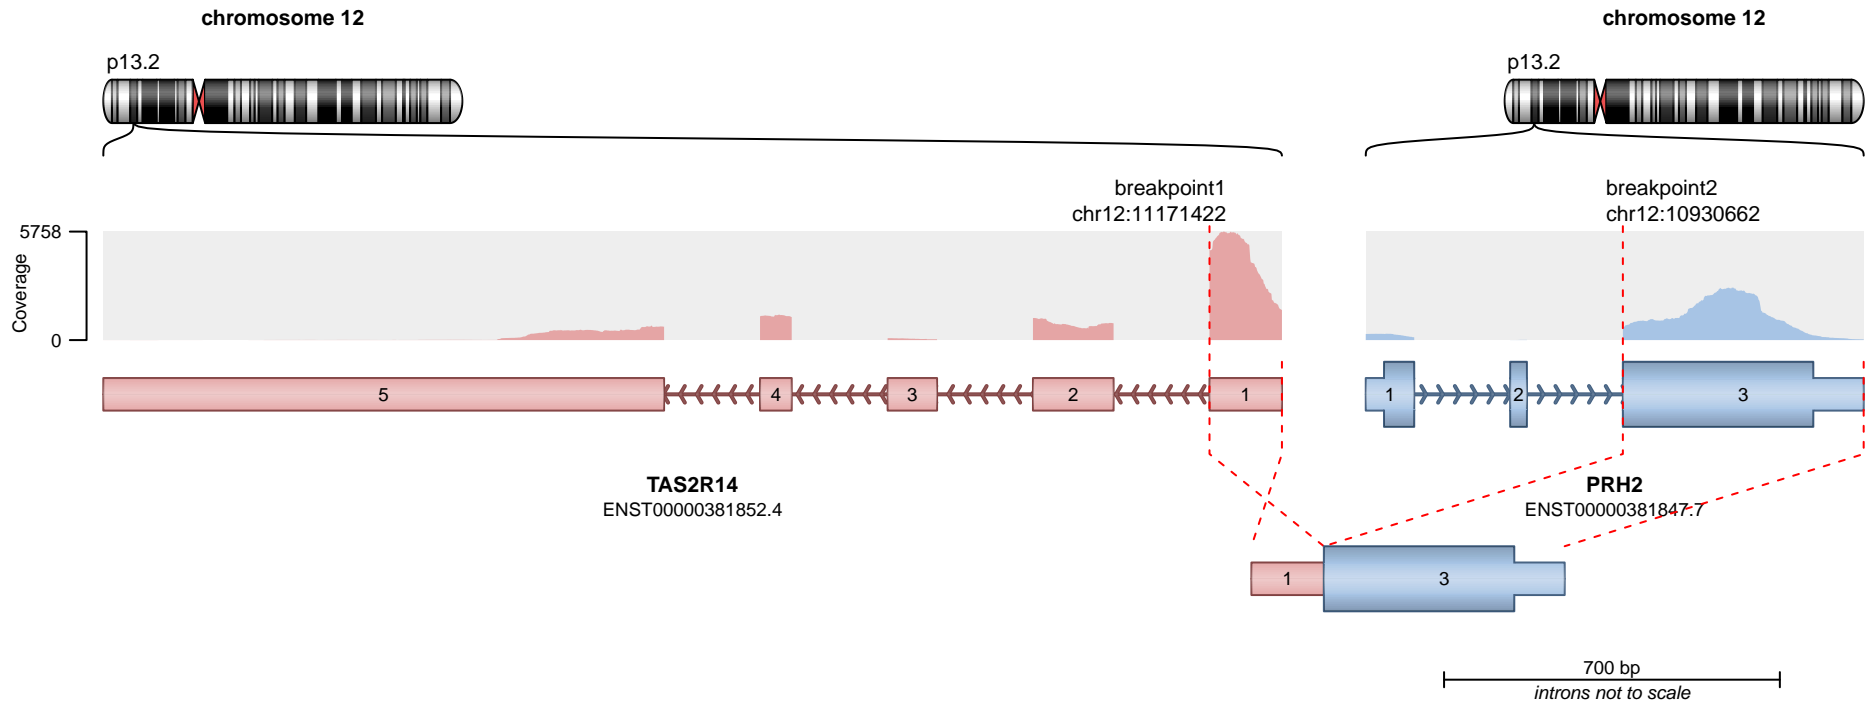 chromosome 12
chromosome 12
p13.2
p13.2
breakpoint1
chr12:11171422
breakpoint2
chr12:10930662
5758
Coverage
0
5
4
3
2
1
1
2
3
TAS2R14
ENST00000381852.4
PRH2
ENST00000381847.7
1
3
700 bp
introns not to scale